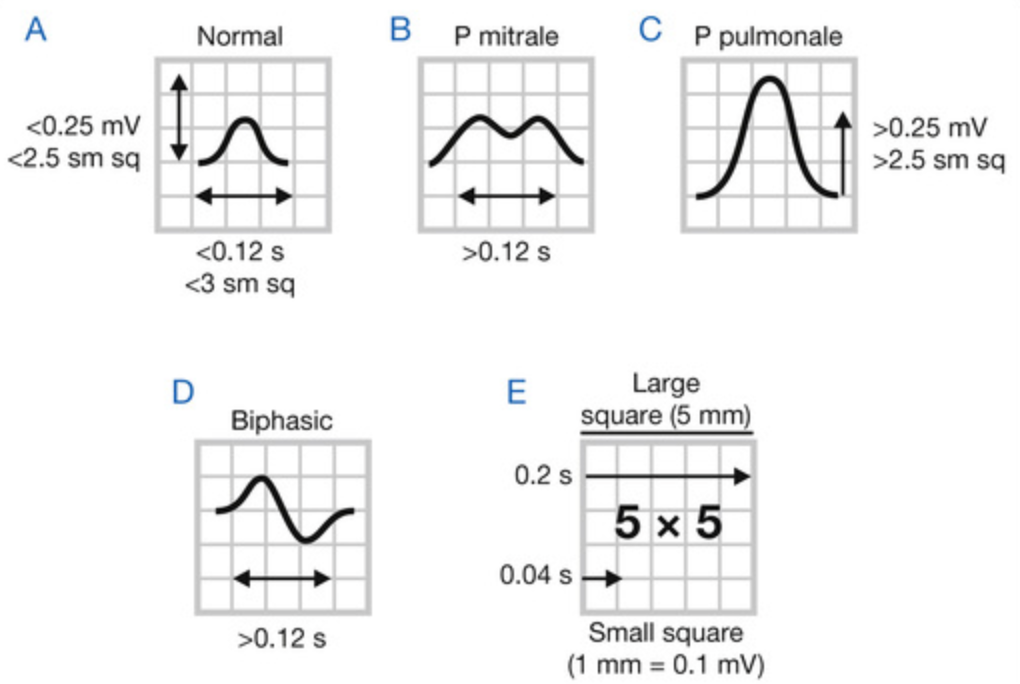 A
Normal
<0.25 mV
<2.5 sm sq
<0.12 s
<3 sm sq
B
P mitrale
>0.12 s
C
P pulmonale
>0.25 mV
>2.5 sm sq
D
Biphasic
>0.12 s
E
Large
square (5 mm)
0.2 s
5 × 5
0.04 s
Small square
(1 mm = 0.1 mV)